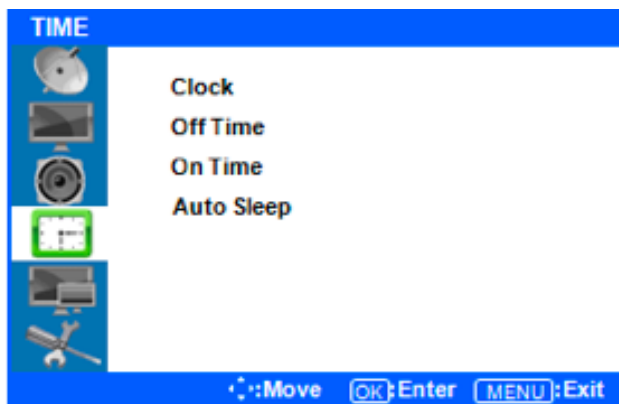 TIME
Clock
Off Time
On Time
Auto Sleep
:Move OK:Enter MENU:Exit